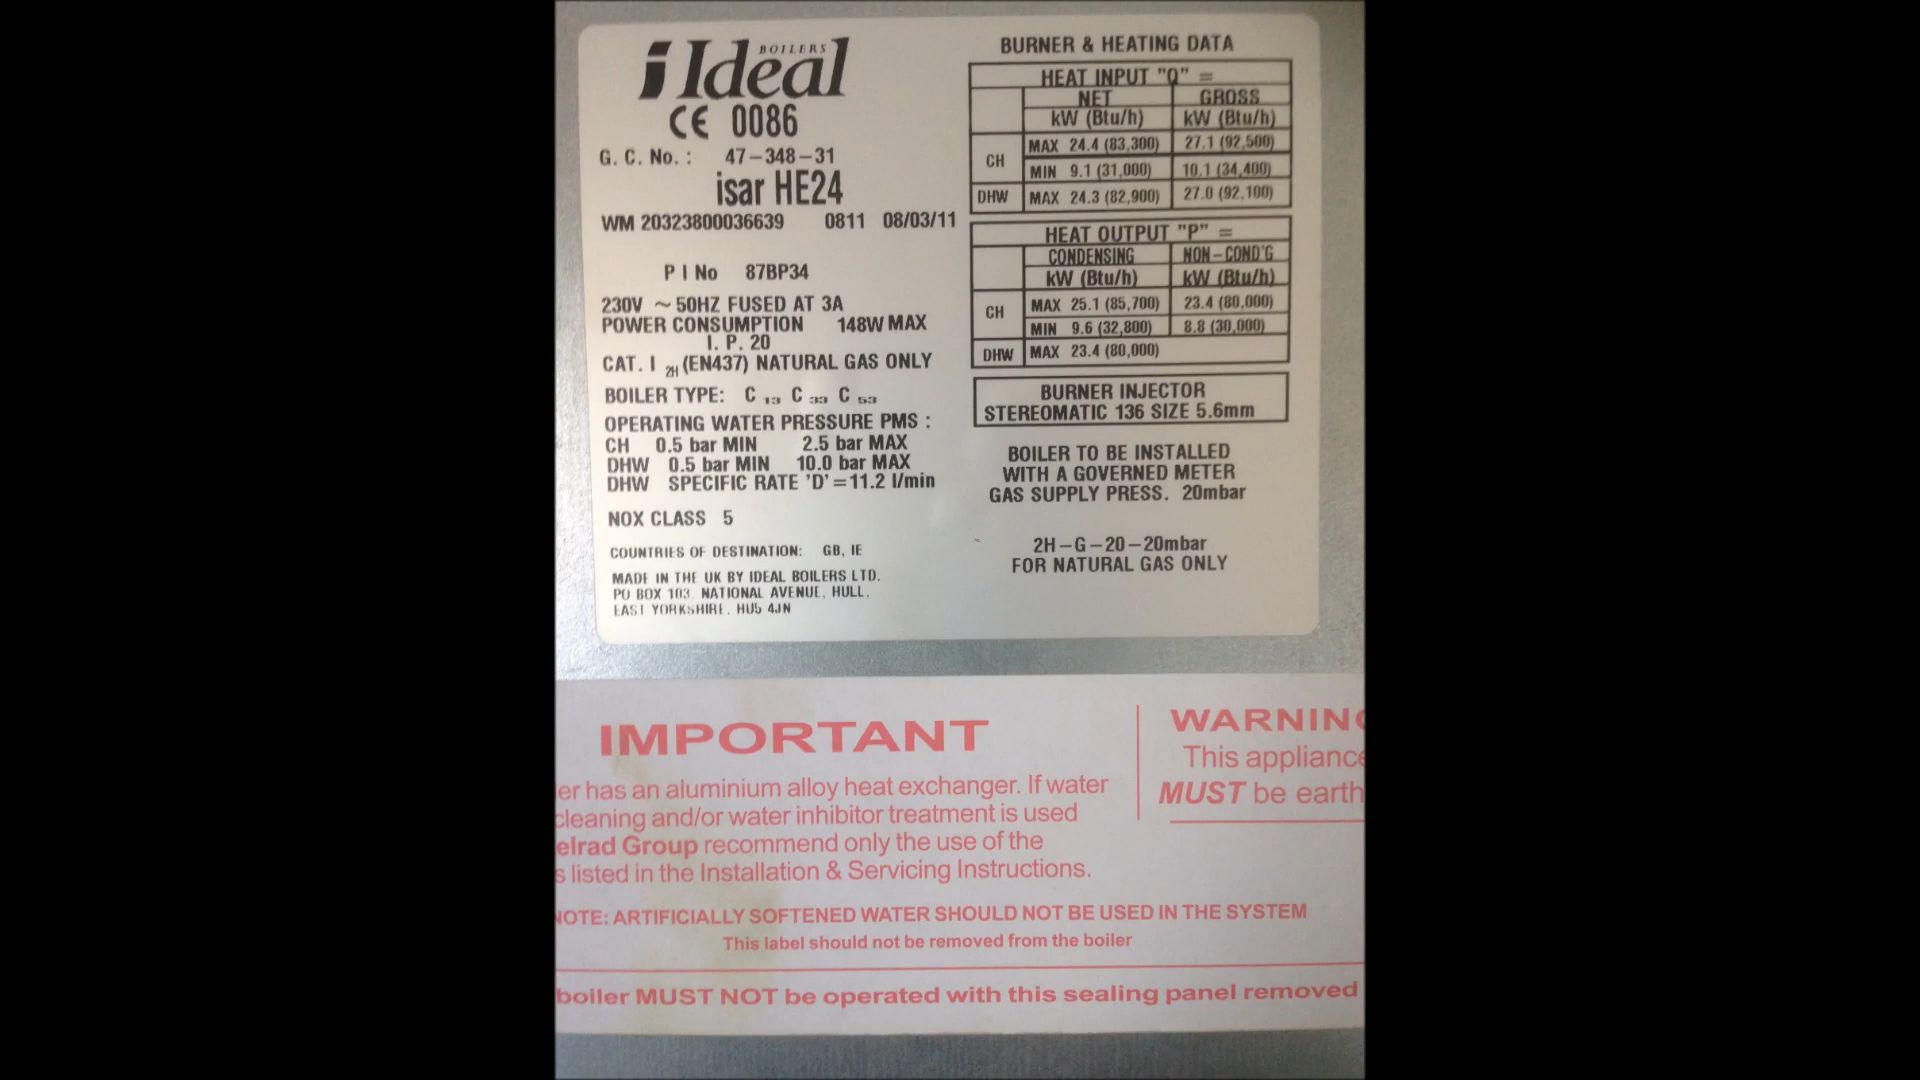 BOILERS
Ideal
CE 0086
G. C. No. : 47-348-31
isar HE24
WM 20323800036639 0811 08/03/11
P I No 87BP34
230V ~ 50HZ FUSED AT 3A
POWER CONSUMPTION 148W MAX
I. P. 20
CAT. I 2H (EN437) NATURAL GAS ONLY
BOILER TYPE: C 13 C 33 C 53
OPERATING WATER PRESSURE PMS :
CH 0.5 bar MIN 2.5 bar MAX
DHW 0.5 bar MIN 10.0 bar MAX
DHW SPECIFIC RATE 'D'=11.2 l/min
NOX CLASS 5
COUNTRIES OF DESTINATION: GB, IE
MADE IN THE UK BY IDEAL BOILERS LTD.
PO BOX 103. NATIONAL AVENUE, HULL.
EAST YORKSHIRE. HU5 4JN
BURNER & HEATING DATA
HEAT INPUT "Q" =
NET GROSS
kW (Btu/h) kW (Btu/h)
CH MAX 24.4 (83,300) 27.1 (92,500)
MIN 9.1 (31,000) 10.1 (34,400)
DHW MAX 24.3 (82,900) 27.0 (92,100)
HEAT OUTPUT "P" =
CONDENSING NON-COND'G
kW (Btu/h) kW (Btu/h)
CH MAX 25.1 (85,700) 23.4 (80,000)
MIN 9.6 (32,800) 8.8 (30,000)
DHW MAX 23.4 (80,000)
BURNER INJECTOR
STEREOMATIC 136 SIZE 5.6mm
BOILER TO BE INSTALLED
WITH A GOVERNED METER
GAS SUPPLY PRESS. 20mbar
2H-G-20-20mbar
FOR NATURAL GAS ONLY
IMPORTANT
er has an aluminium alloy heat exchanger. If water
cleaning and/or water inhibitor treatment is used
elrad Group recommend only the use of the
s listed in the Installation & Servicing Instructions.
WARNING
This appliance
MUST be earth
NOTE: ARTIFICIALLY SOFTENED WATER SHOULD NOT BE USED IN THE SYSTEM
This label should not be removed from the boiler
boiler MUST NOT be operated with this sealing panel removed